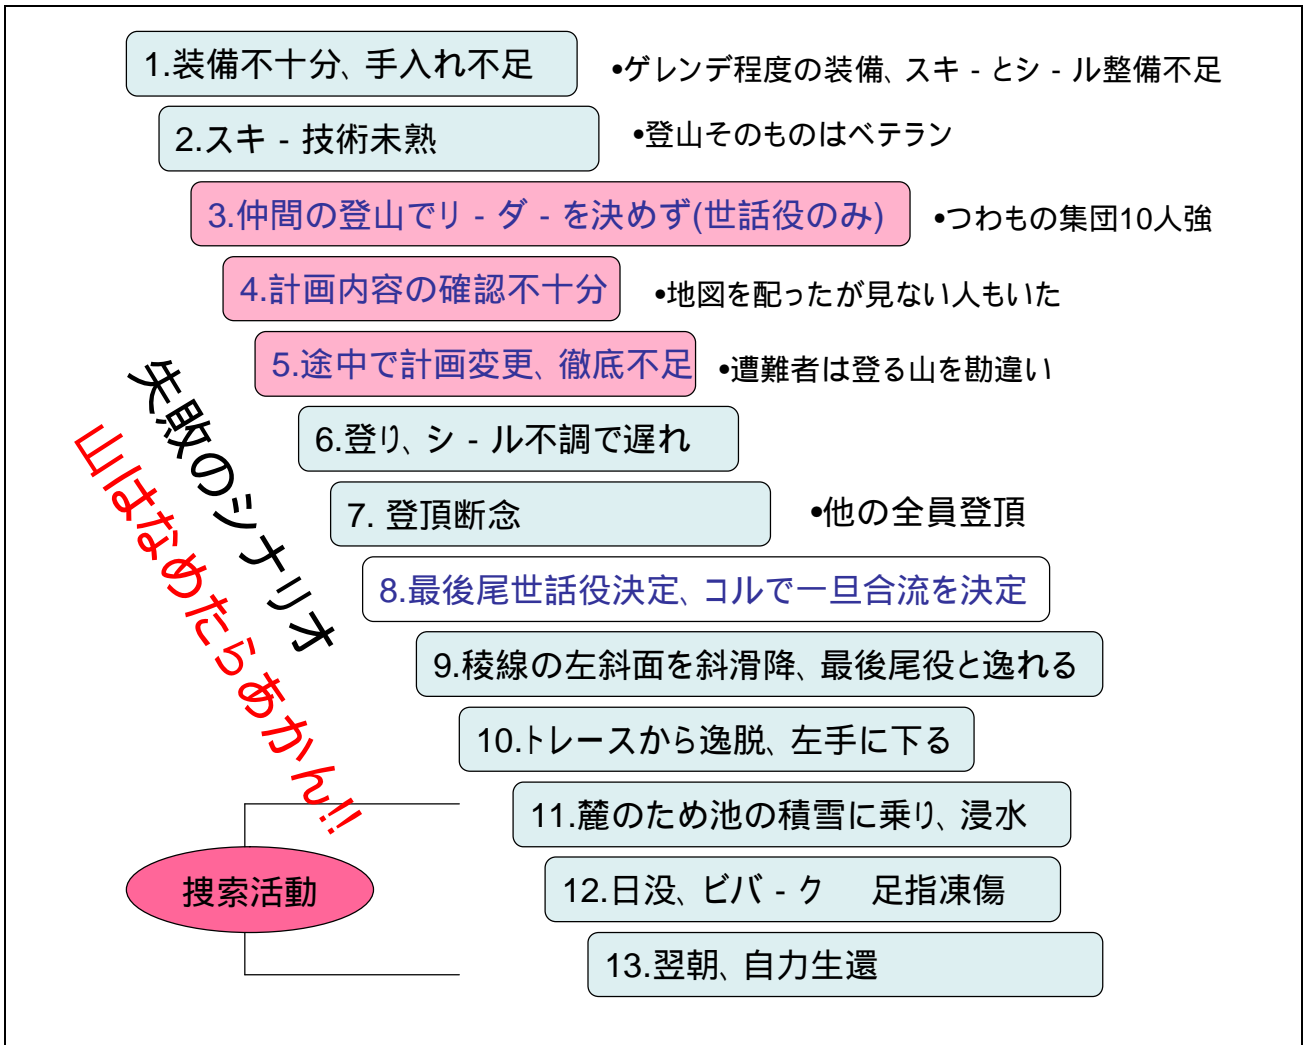 1.装備不十分、手入れ不足
•ゲレンデ程度の装備、スキ-とシ-ル整備不足
2.スキ-技術未熟
•登山そのものはベテラン
3.仲間の登山でリ-ダ-を決めず(世話役のみ)
•つわもの集団10人強
4.計画内容の確認不十分
•地図を配ったが見ない人もいた
5.途中で計画変更、徹底不足
•遭難者は登る山を勘違い
6.登り、シ-ル不調で遅れ
7. 登頂断念
•他の全員登頂
8.最後尾世話役決定、コルで一旦合流を決定
9.稜線の左斜面を斜滑降、最後尾役と逸れる
10.トレースから逸脱、左手に下る
11.麓のため池の積雪に乗り、浸水
12.日没、ビバ-ク　足指凍傷
13.翌朝、自力生還
失敗のシナリオ
山はなめたらあかん!!
捜索活動